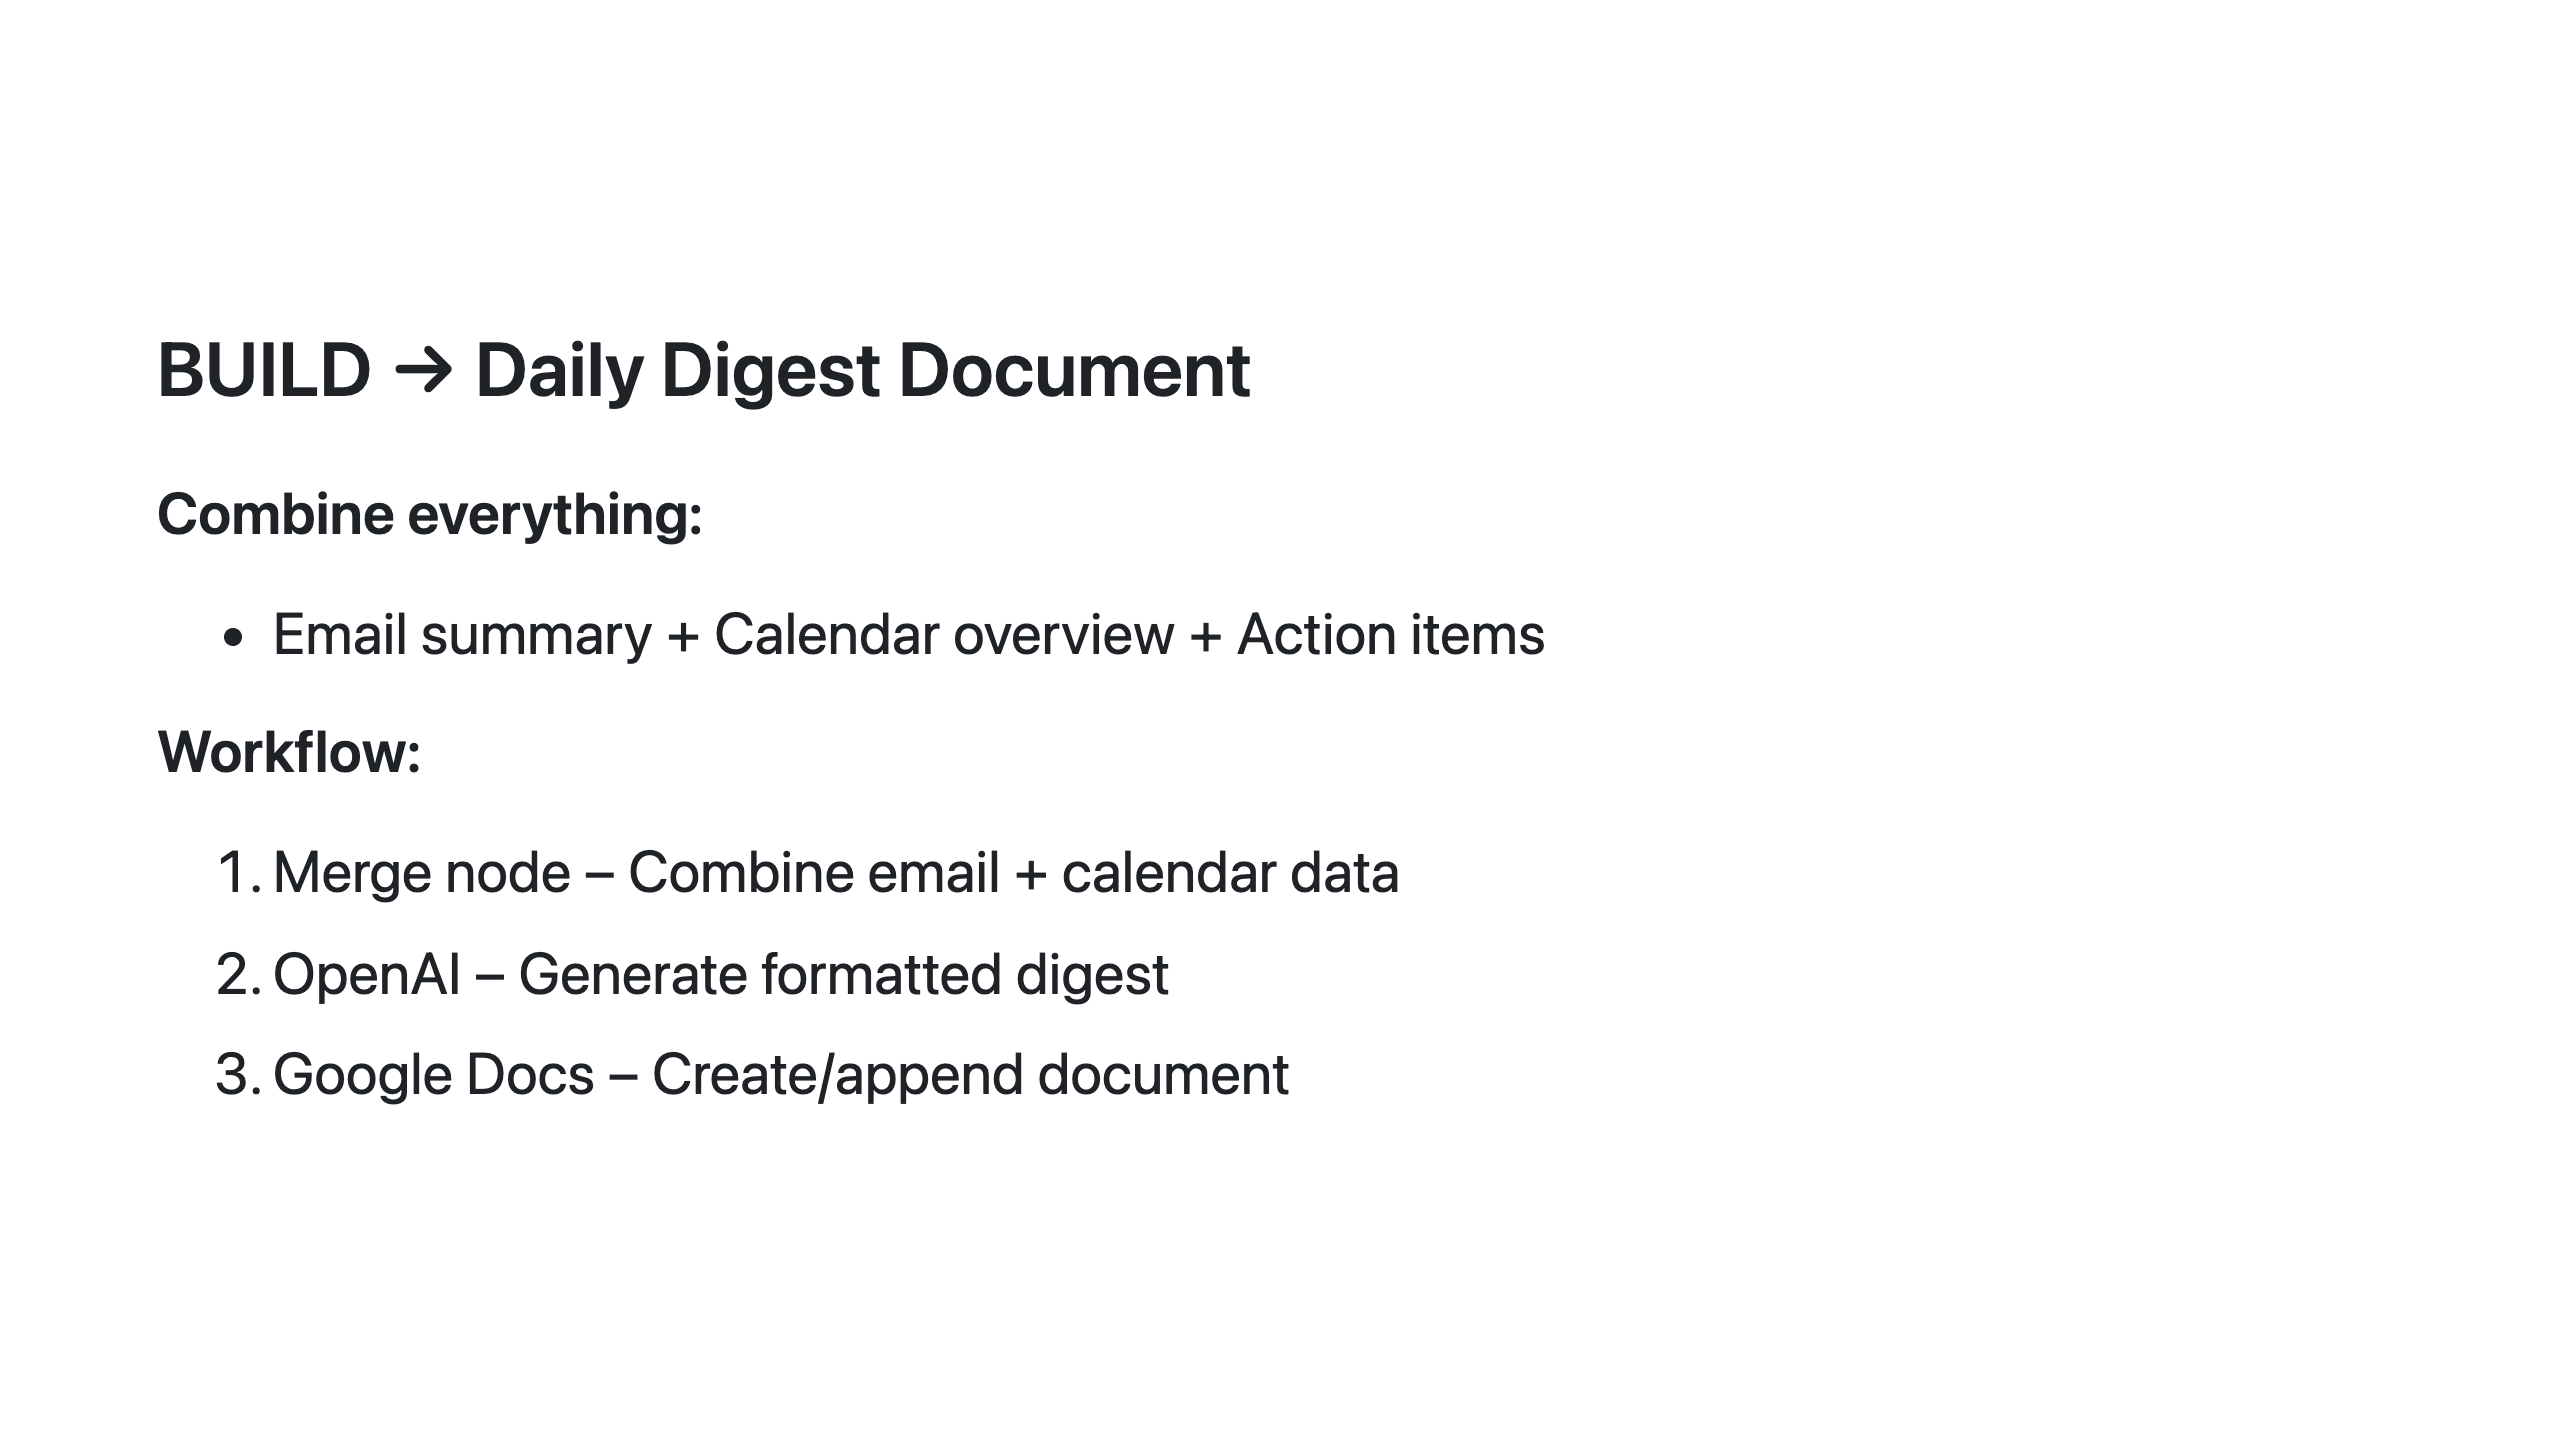 BUILD → Daily Digest Document
Combine everything:
• Email summary + Calendar overview + Action items
Workflow:
1. Merge node – Combine email + calendar data
2. OpenAI – Generate formatted digest
3. Google Docs – Create/append document